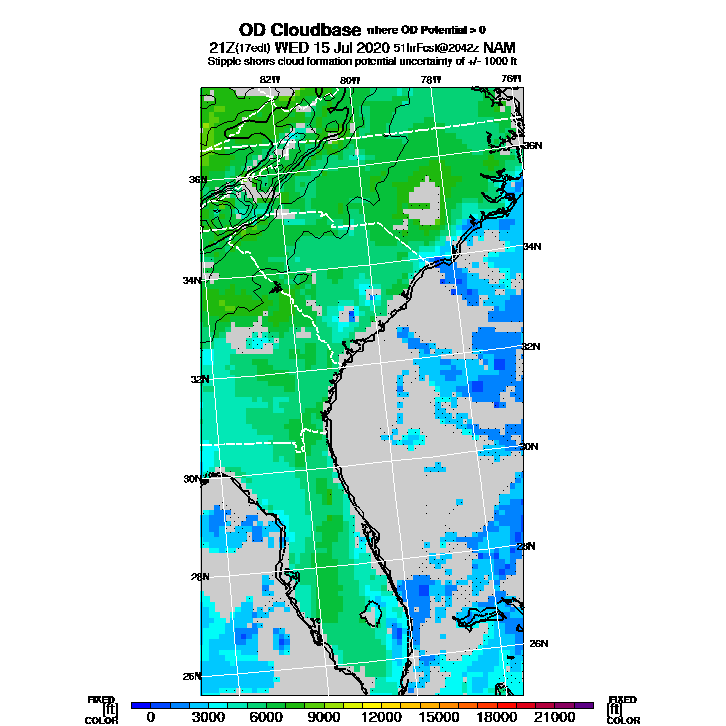 OD Cloudbase where OD Potential > 0
21Z(17edt) WED 15 Jul 2020 51hrFcst@2042z NAM
Stipple shows cloud formation potential uncertainty of +/- 1000 ft
82W 80W 78W 76W
36N
36N
34N
34N
32N
32N
30N
30N
28N
28N
26N
26N
FIXED FIXED
[ft] 0 3000 6000 9000 12000 15000 18000 21000 [ft]
COLOR COLOR